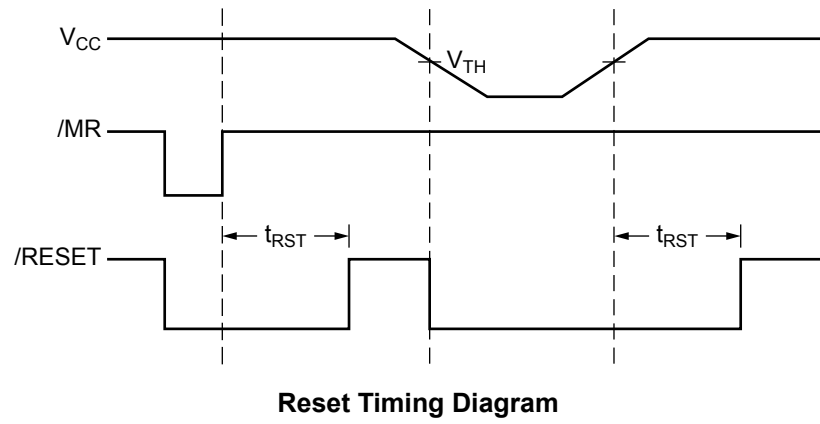 VCC
VTH
/MR
tRST
tRST
/RESET
Reset Timing Diagram